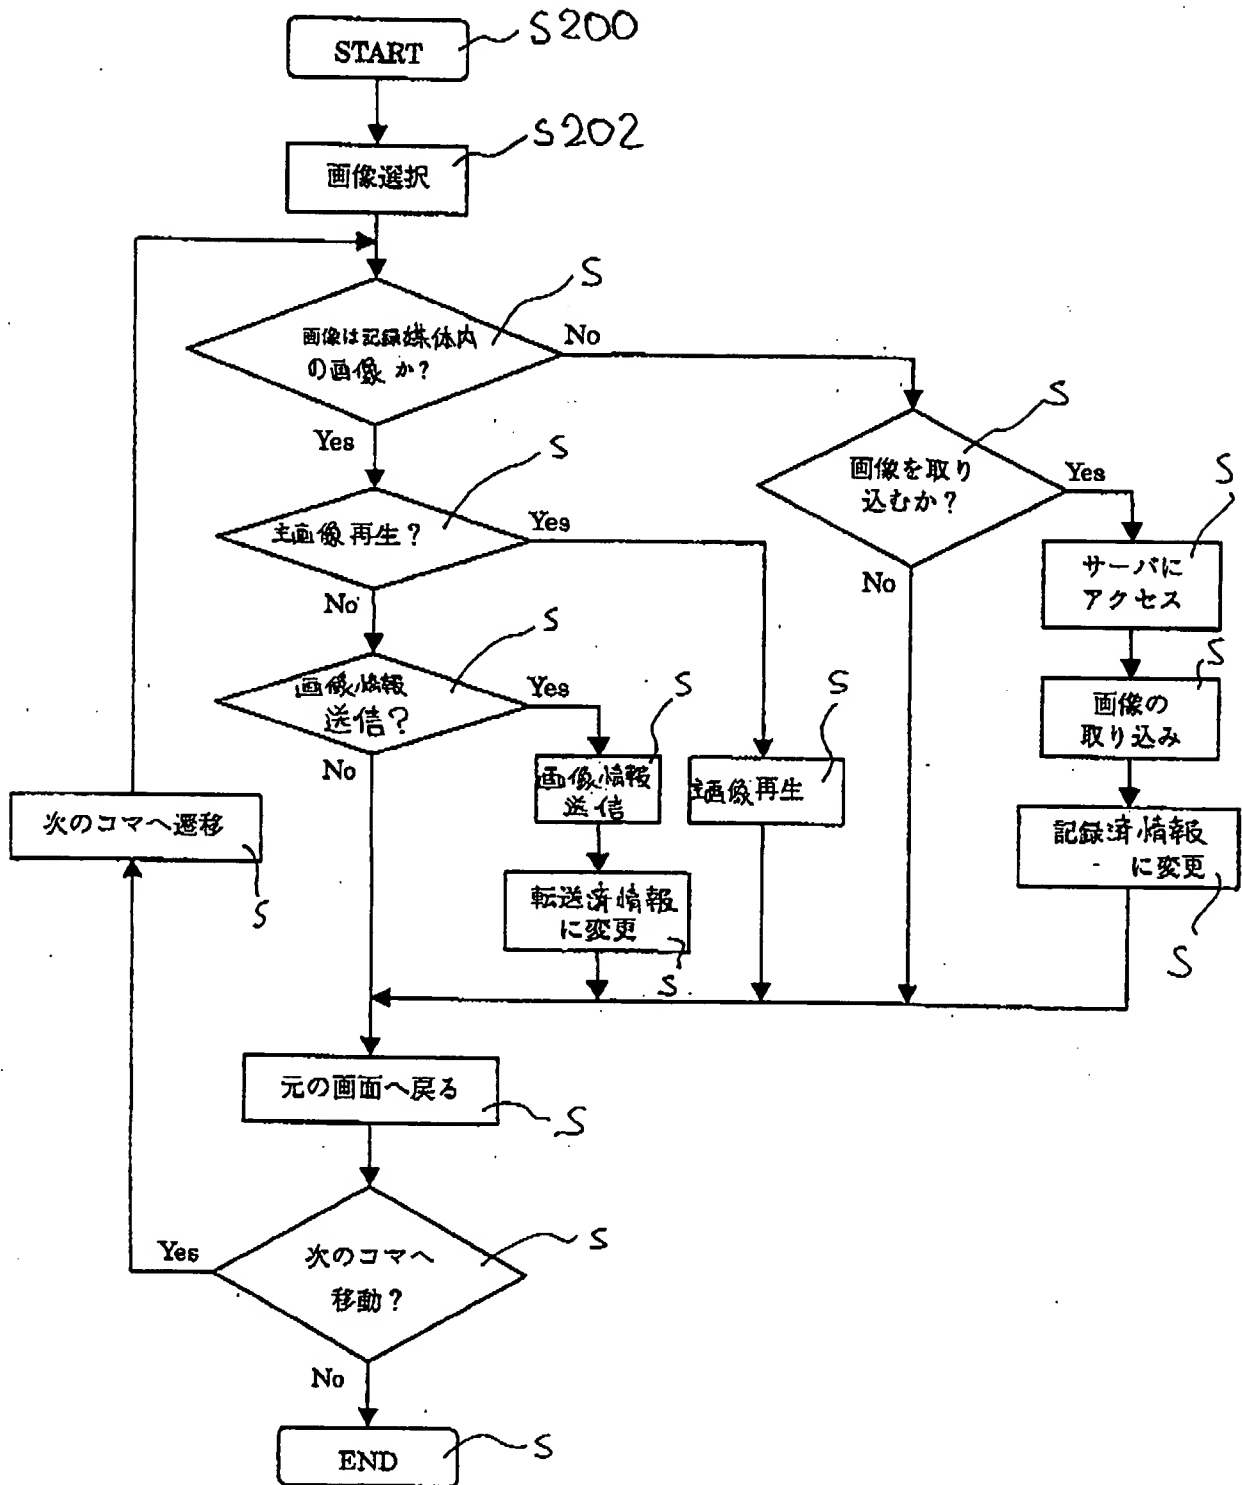 START
S200
画像選択
S202
画像は記録媒体内
の画像か?
S
No
Yes
画像を取り
込むか?
S
Yes
No
主画像再生?
S
Yes
No
サーバに
アクセス
S
画像情報
送信?
S
Yes
No
画像の
取り込み
S
画像情報
送信
S
主画像再生
S
次のコマへ遷移
S
記録済情報
に変更
S
転送済情報
に変更
S
元の画面へ戻る
S
次のコマへ
移動?
S
Yes
No
END
S